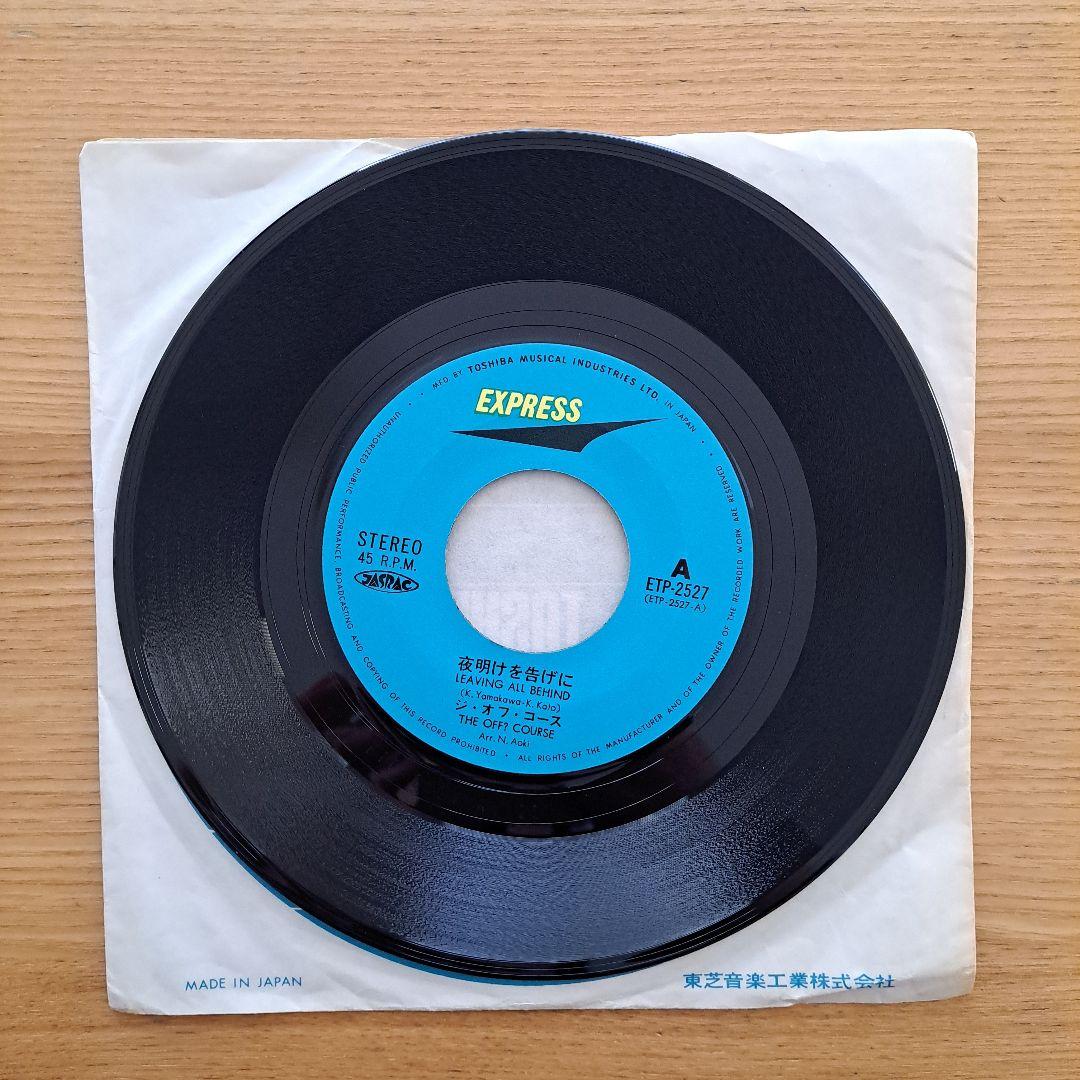 · MFD. BY TOSHIBA MUSICAL INDUSTRIES LTD. IN JAPAN ·
EXPRESS
STEREO
45 R.P.M.
JASRAC
A
ETP-2527
(ETP-2527-A)
夜明けを告げに
LEAVING ALL BEHIND
(K. Yamakawa-K. Kato)
ジ・オフ・コース
THE OFF? COURSE
Arr. N. Aoki
· UNAUTHORIZED PUBLIC PERFORMANCE BROADCASTING AND COPYING OF THIS RECORD PROHIBITED · ALL RIGHTS OF THE MANUFACTURER AND OF THE OWNER OF THE RECORDED WORK ARE RESERVED ·
MADE IN JAPAN
東芝音楽工業株式会社